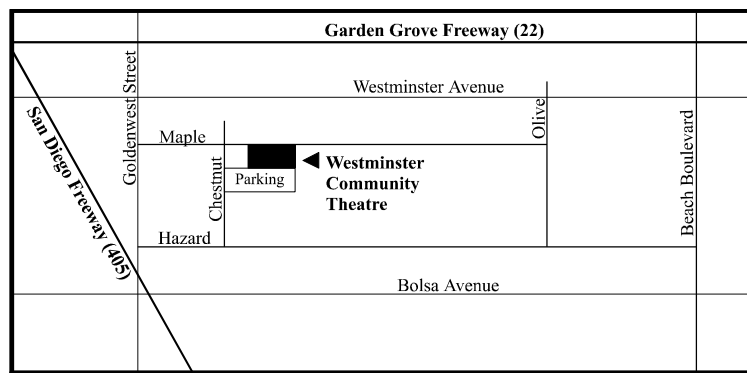 Garden Grove Freeway (22)
Goldenwest Street
Westminster Avenue
San Diego Freeway (405)
Olive
Beach Boulevard
Maple
Chestnut
Parking
Westminster
Community
Theatre
Hazard
Bolsa Avenue